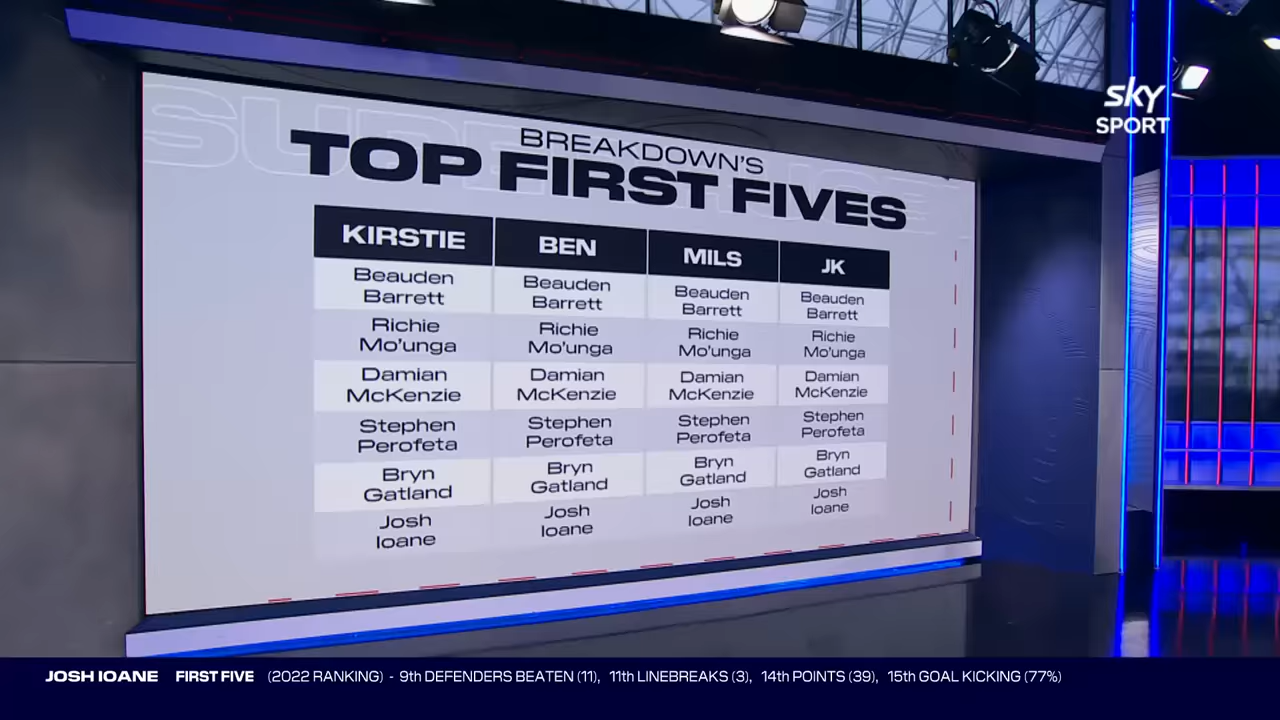 sky
SPORT
BREAKDOWN'S
TOP FIRST FIVES
KIRSTIE BEN MILS JK
Beauden Barrett Beauden Barrett Beauden Barrett Beauden Barrett
Richie Mo'unga Richie Mo'unga Richie Mo'unga Richie Mo'unga
Damian McKenzie Damian McKenzie Damian McKenzie Damian McKenzie
Stephen Perofeta Stephen Perofeta Stephen Perofeta Stephen Perofeta
Bryn Gatland Bryn Gatland Bryn Gatland Bryn Gatland
Josh Ioane Josh Ioane Josh Ioane Josh Ioane
JOSH IOANE FIRST FIVE (2022 RANKING) - 9th DEFENDERS BEATEN (11), 11th LINEBREAKS (3), 14th POINTS (39), 15th GOAL KICKING (77%)